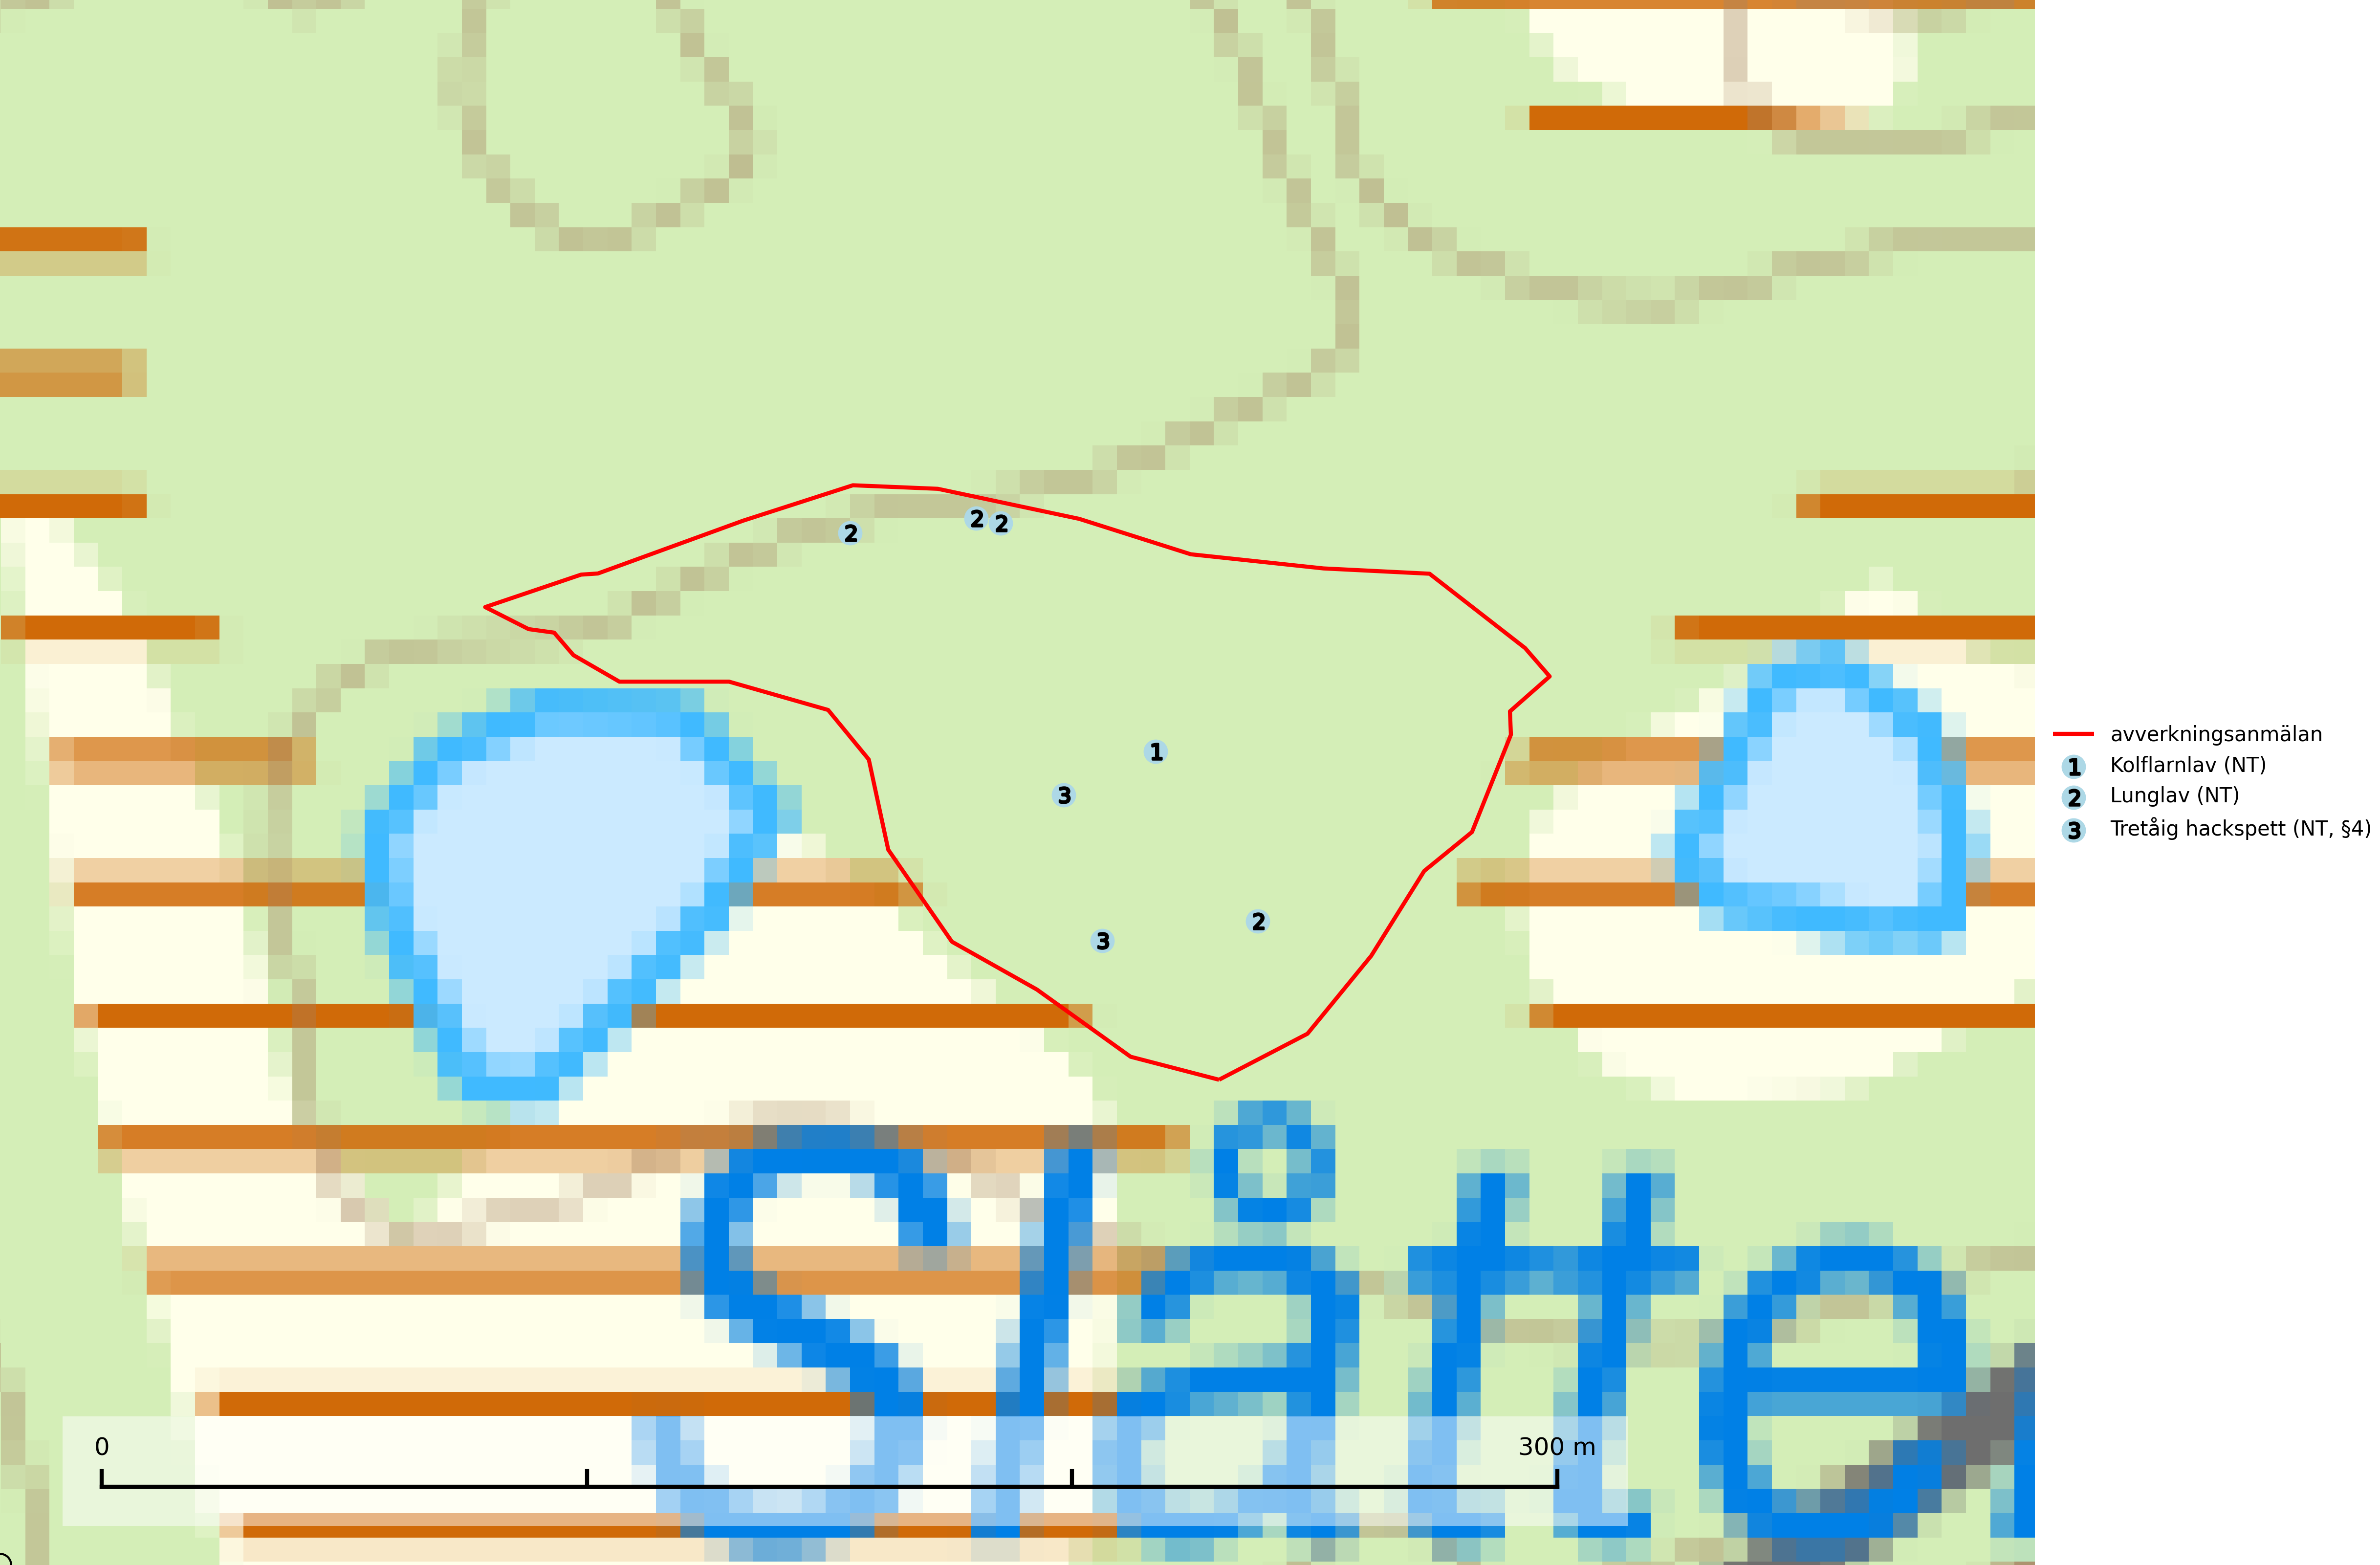 2
2
2
1
3
2
3
avverkningsanmälan
1 Kolflarnlav (NT)
2 Lunglav (NT)
3 Tretåig hackspett (NT, §4)
0
300 m